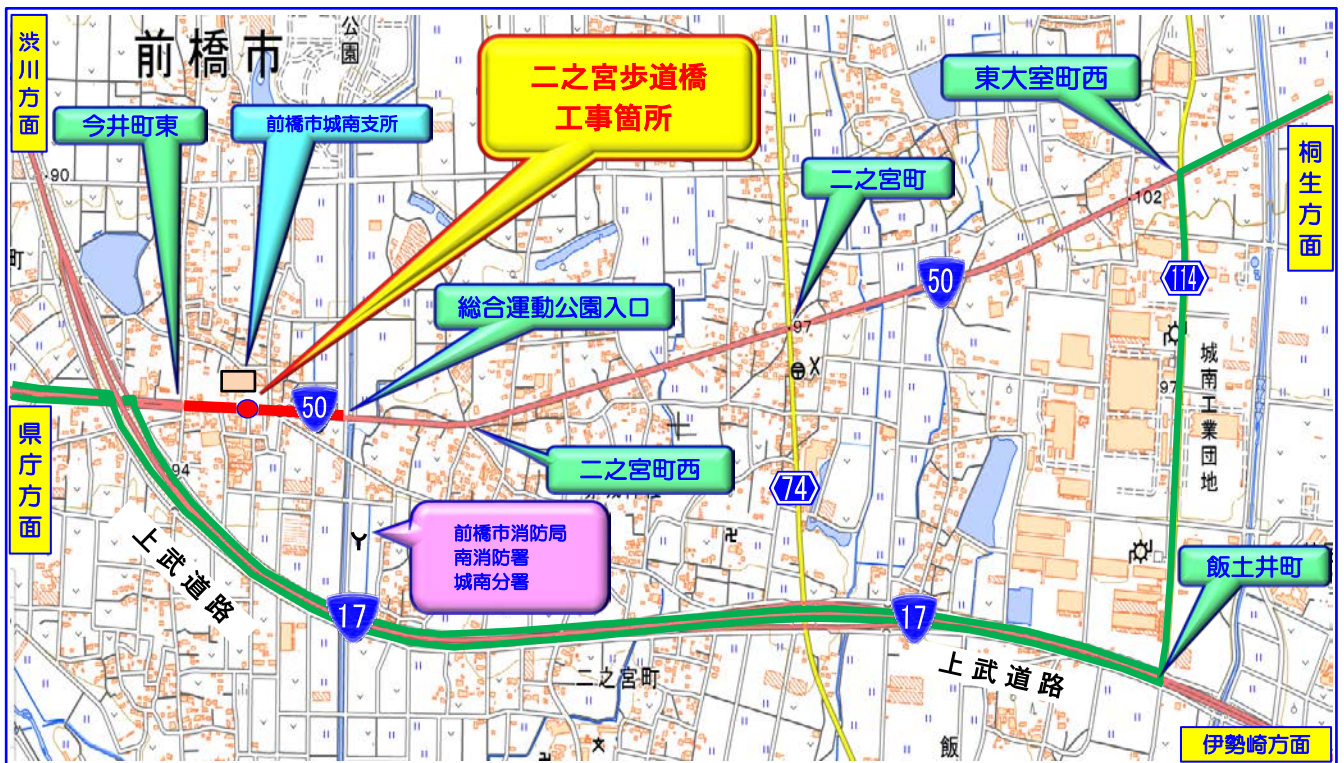 渋川方面
前橋市
公園
二之宮歩道橋
工事箇所
東大室町西
今井町東
前橋市城南支所
桐生方面
90
二之宮町
102
町
50
114
総合運動公園入口
97
城南工業団地
97
50
県庁方面
二之宮町西
94
74
前橋市消防局
南消防署
城南分署
上武道路
飯土井町
17
17
上武道路
二之宮町
飯
伊勢崎方面